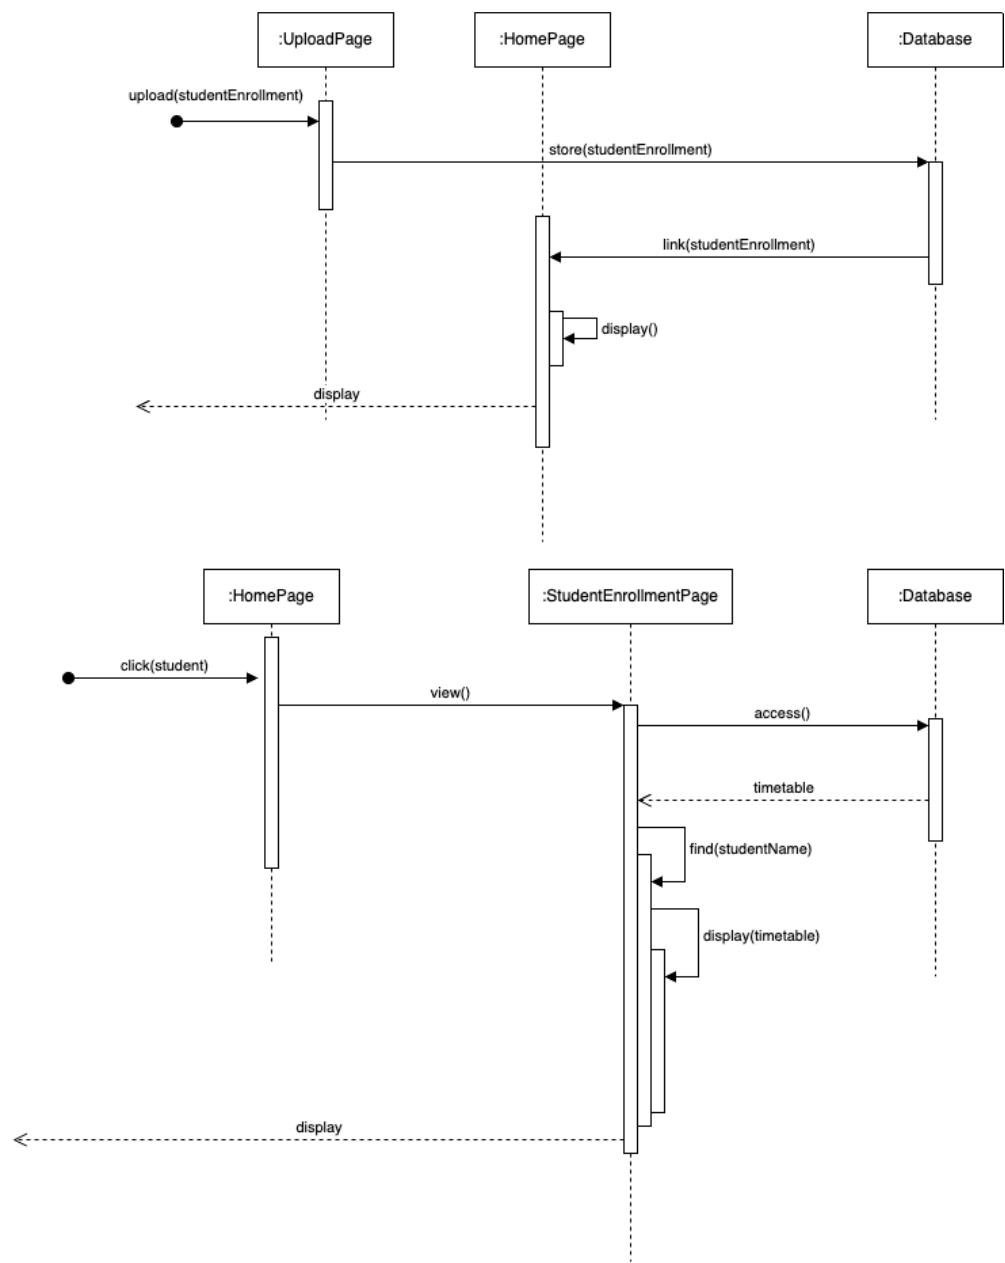 :UploadPage
:HomePage
:Database
upload(studentEnrollment)
store(studentEnrollment)
link(studentEnrollment)
display()
display
:HomePage
:StudentEnrollmentPage
:Database
click(student)
view()
access()
timetable
find(studentName)
display(timetable)
display